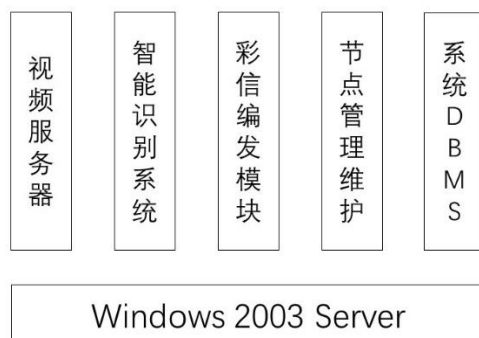 视频服务器
智能识别系统
彩信编发模块
节点管理维护
系统DBMS
Windows 2003 Server